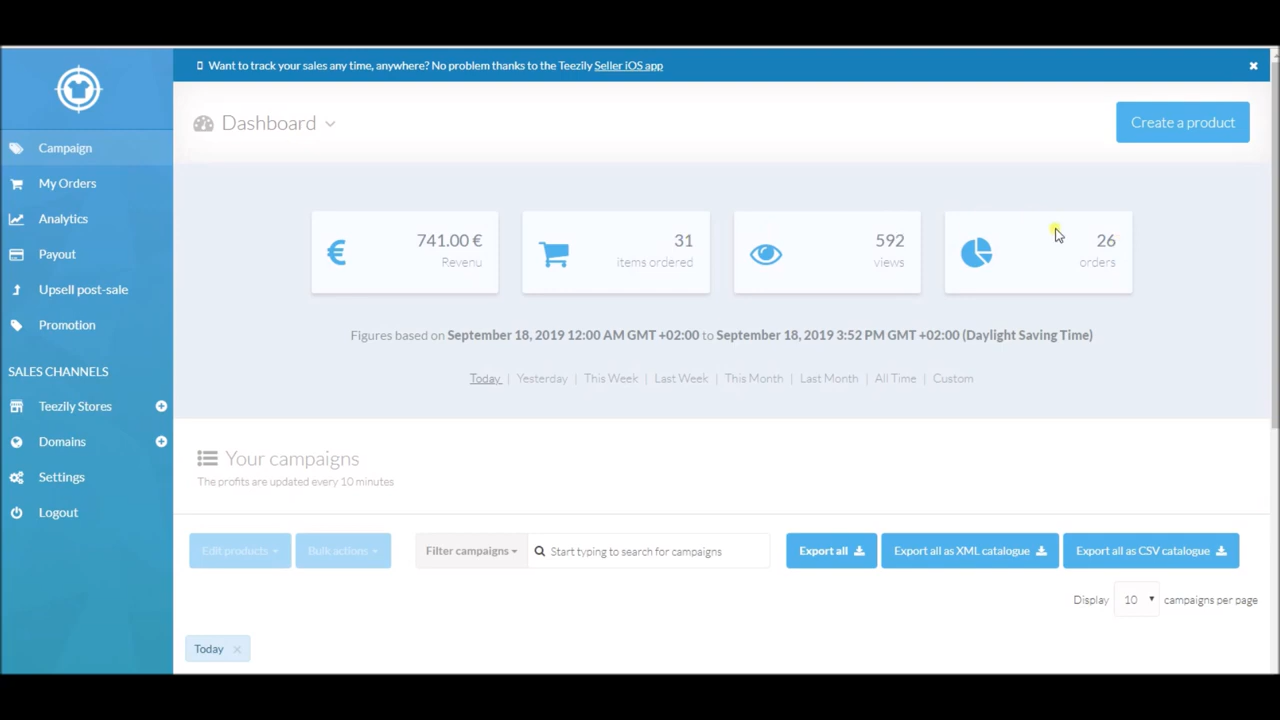 Want to track your sales any time, anywhere? No problem thanks to the Teezily Seller iOS app
Dashboard
Create a product
Campaign
My Orders
Analytics
Payout
Upsell post-sale
Promotion
SALES CHANNELS
Teezily Stores
Domains
Settings
Logout
741.00 €
Revenu
31
items ordered
592
views
26
orders
Figures based on September 18, 2019 12:00 AM GMT +02:00 to September 18, 2019 3:52 PM GMT +02:00 (Daylight Saving Time)
Today | Yesterday | This Week | Last Week | This Month | Last Month | All Time | Custom
Your campaigns
The profits are updated every 10 minutes
Edit products
Bulk actions
Filter campaigns
Start typing to search for campaigns
Export all
Export all as XML catalogue
Export all as CSV catalogue
Display 10 campaigns per page
Today